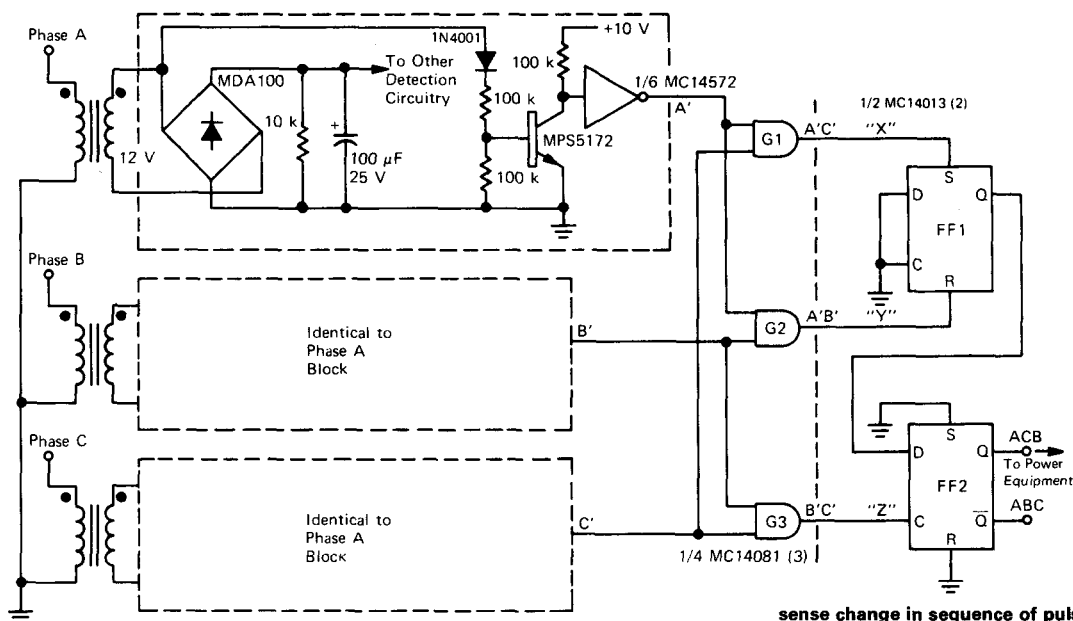 Phase A
12 V
MDA100
10 k
+
100 µF
25 V
To Other
Detection
Circuitry
1N4001
100 k
100 k
100 k
+10 V
MPS5172
1/6 MC14572
A'
G1
A'C'
"X"
1/2 MC14013 (2)
S
D
Q
FF1
C
R
Phase B
Identical to
Phase A
Block
B'
G2
A'B'
"Y"
Phase C
Identical to
Phase A
Block
C'
G3
B'C'
"Z"
1/4 MC14081 (3)
S
D
Q
FF2
C
Q
R
ACB
To Power
Equipment
ABC
sense change in sequence of puls